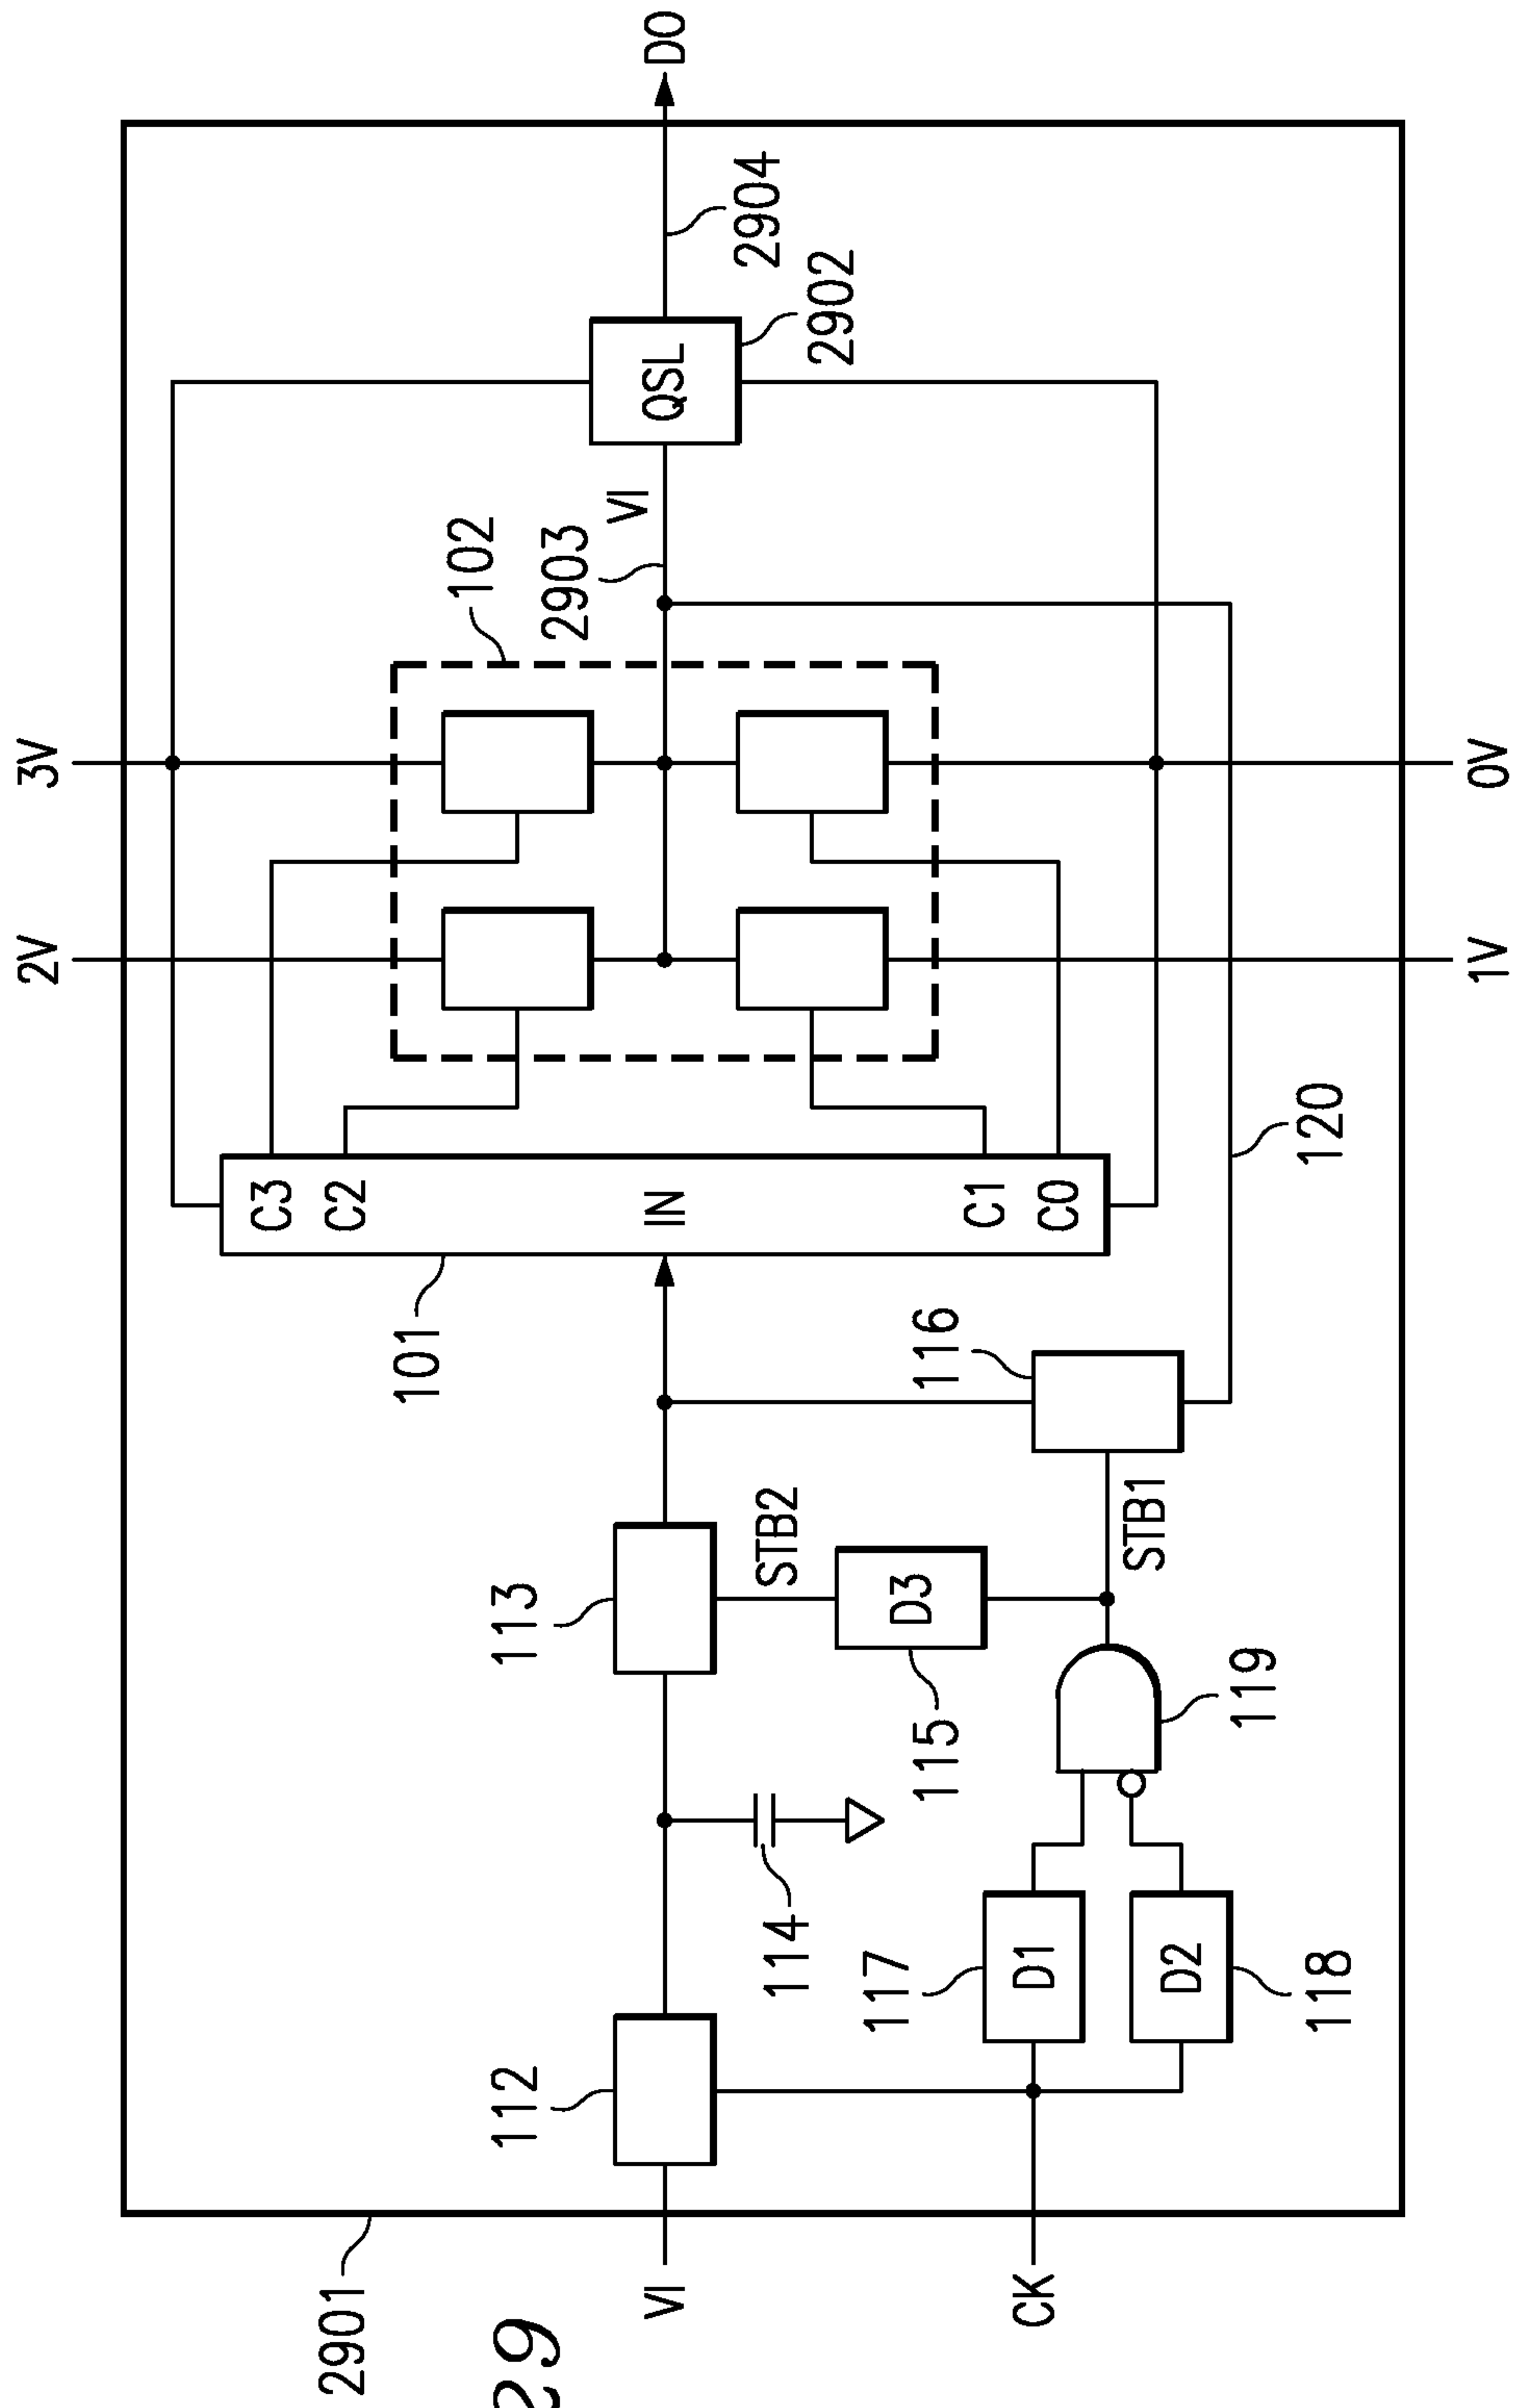 29
2901
2V
3V
VI
112
113
114
115
STB2
D3
101
C3
C2
IN
C1
C0
102
2903
VI
QSL
2902
2904
DO
CK
117
D1
D2
118
119
STB1
116
120
1V
0V